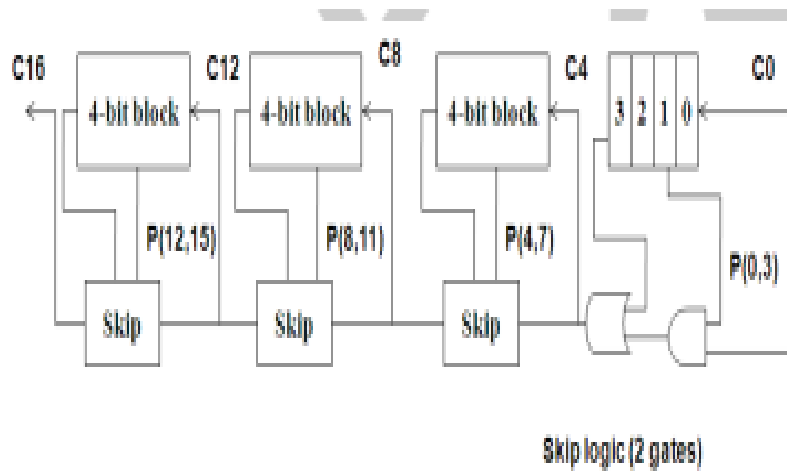 C16
C12
C8
C4
C0
4-bit block
4-bit block
4-bit block
3 2 1 0
P(12,15)
P(8,11)
P(4,7)
P(0,3)
Skip
Skip
Skip
Skip logic (2 gates)